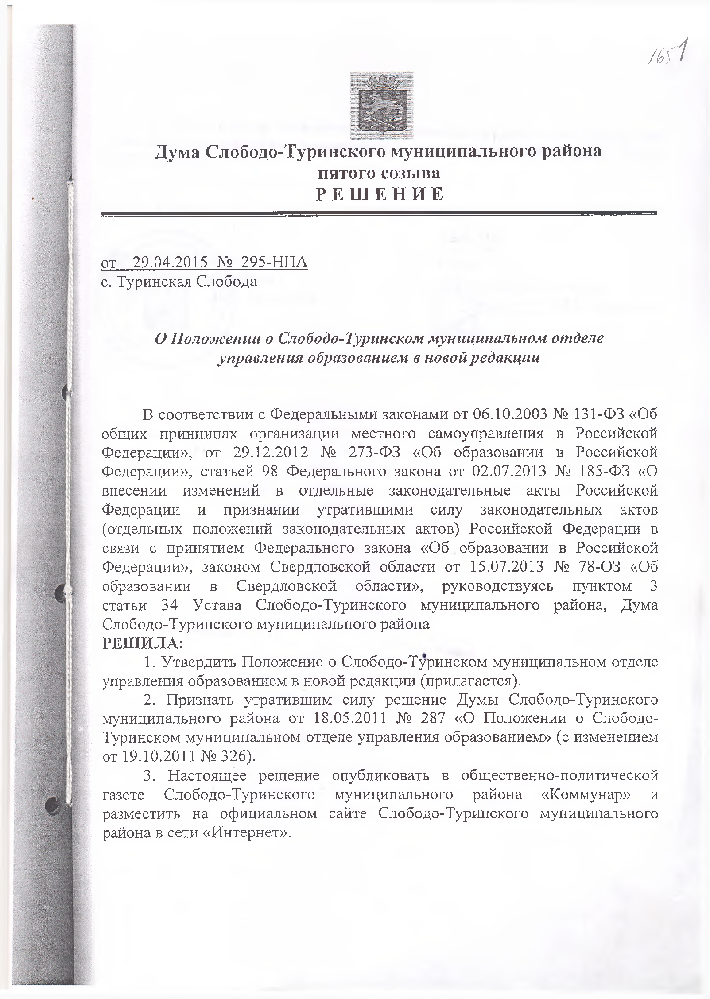 1651
Дума Слободо-Туринского муниципального района
пятого созыва
Р Е Ш Е Н И Е
от 29.04.2015 № 295-НПА
с. Туринская Слобода
О Положении о Слободо-Туринском муниципальном отделе
управления образованием в новой редакции
В соответствии с Федеральными законами от 06.10.2003 № 131-ФЗ «Об
общих принципах организации местного самоуправления в Российской
Федерации», от 29.12.2012 № 273-ФЗ «Об образовании в Российской
Федерации», статьей 98 Федерального закона от 02.07.2013 № 185-ФЗ «О
внесении изменений в отдельные законодательные акты Российской
Федерации и признании утратившими силу законодательных актов
(отдельных положений законодательных актов) Российской Федерации в
связи с принятием Федерального закона «Об образовании в Российской
Федерации», законом Свердловской области от 15.07.2013 № 78-ОЗ «Об
образовании в Свердловской области», руководствуясь пунктом 3
статьи 34 Устава Слободо-Туринского муниципального района, Дума
Слободо-Туринского муниципального района
РЕШИЛА:
1. Утвердить Положение о Слободо-Туринском муниципальном отделе
управления образованием в новой редакции (прилагается).
2. Признать утратившим силу решение Думы Слободо-Туринского
муниципального района от 18.05.2011 № 287 «О Положении о Слободо-
Туринском муниципальном отделе управления образованием» (с изменением
от 19.10.2011 № 326).
3. Настоящее решение опубликовать в общественно-политической
газете Слободо-Туринского муниципального района «Коммунар» и
разместить на официальном сайте Слободо-Туринского муниципального
района в сети «Интернет».